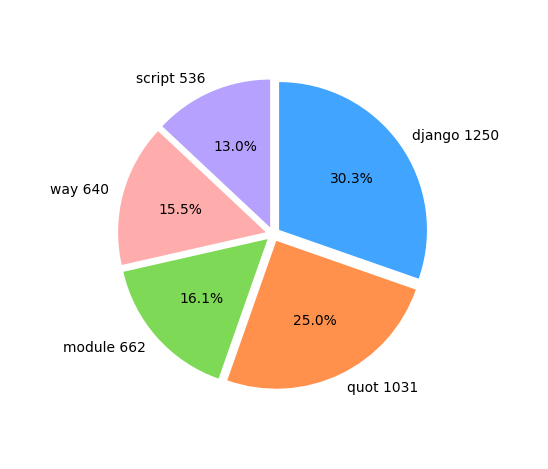 script 536
django 1250
13.0%
30.3%
way 640
15.5%
16.1%
25.0%
module 662
quot 1031